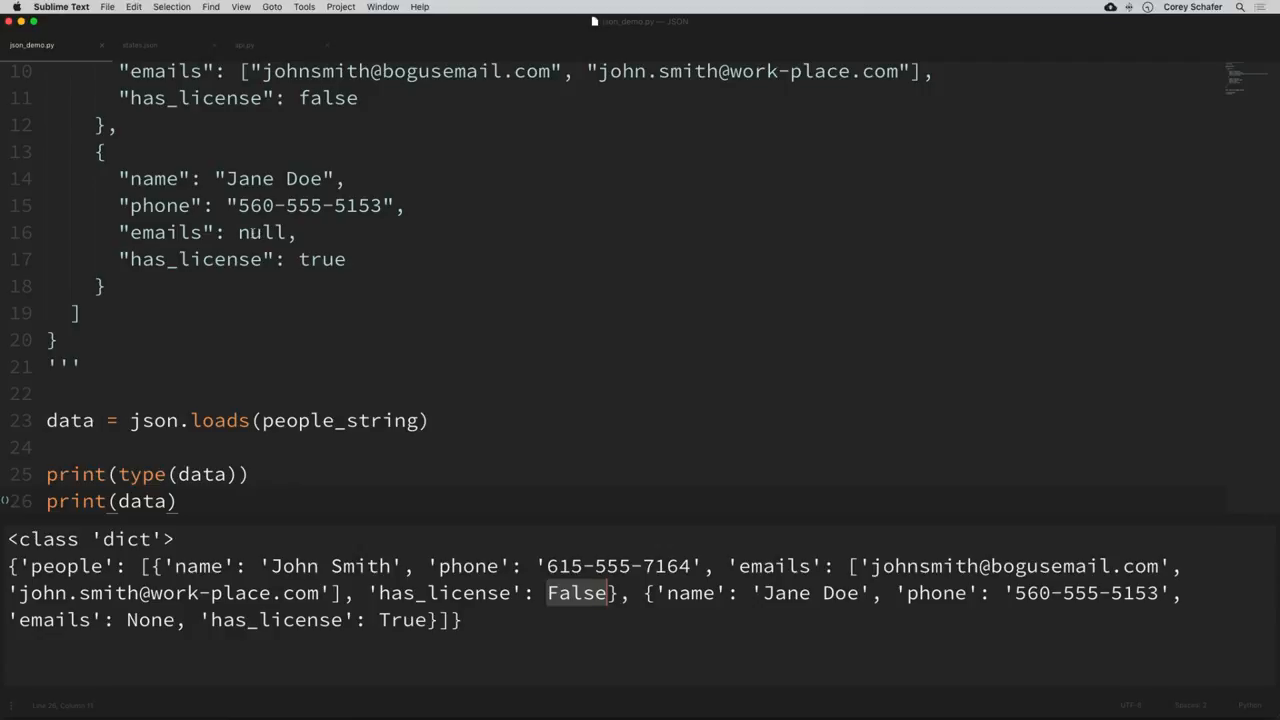 Sublime Text File Edit Selection Find View Goto Tools Project Window Help Corey Schafer
json_demo.py — JSON
json_demo.py states.json api.py
10 "emails": ["johnsmith@bogusemail.com", "john.smith@work-place.com"],
11 "has_license": false
12 },
13 {
14 "name": "Jane Doe",
15 "phone": "560-555-5153",
16 "emails": null,
17 "has_license": true
18 }
19 ]
20 }
21 '''
22
23 data = json.loads(people_string)
24
25 print(type(data))
26 print(data)
<class 'dict'>
{'people': [{'name': 'John Smith', 'phone': '615-555-7164', 'emails': ['johnsmith@bogusemail.com',
'john.smith@work-place.com'], 'has_license': False}, {'name': 'Jane Doe', 'phone': '560-555-5153',
'emails': None, 'has_license': True}]}
UTF-8 Spaces: 2 Python